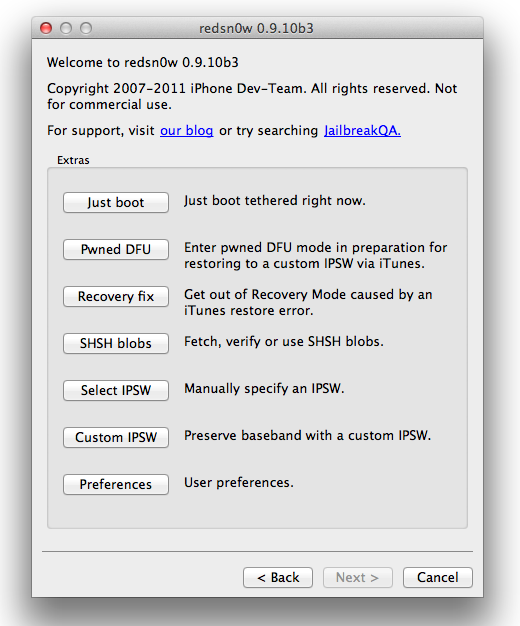 redsn0w 0.9.10b3
Welcome to redsn0w 0.9.10b3
Copyright 2007-2011 iPhone Dev-Team. All rights reserved. Not
for commercial use.
For support, visit our blog or try searching JailbreakQA.
Extras
Just boot Just boot tethered right now.
Pwned DFU Enter pwned DFU mode in preparation for
restoring to a custom IPSW via iTunes.
Recovery fix Get out of Recovery Mode caused by an
iTunes restore error.
SHSH blobs Fetch, verify or use SHSH blobs.
Select IPSW Manually specify an IPSW.
Custom IPSW Preserve baseband with a custom IPSW.
Preferences User preferences.
< Back Next > Cancel